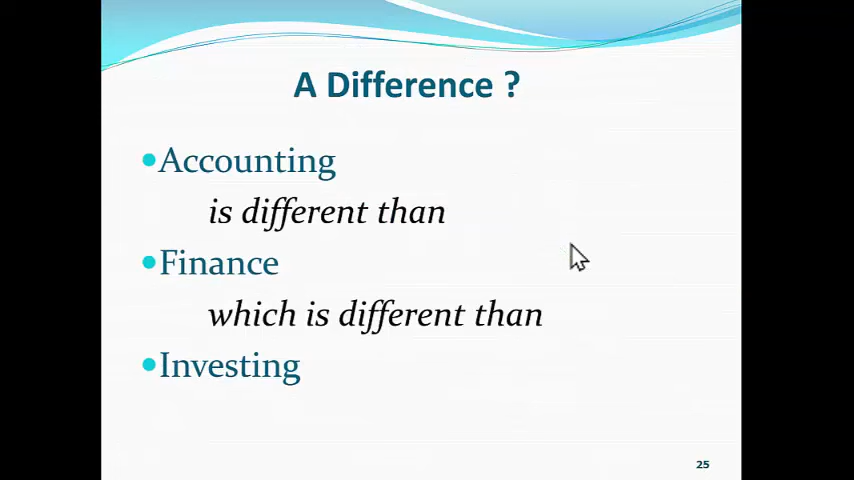 A Difference ?
•Accounting
is different than
•Finance
which is different than
•Investing
25